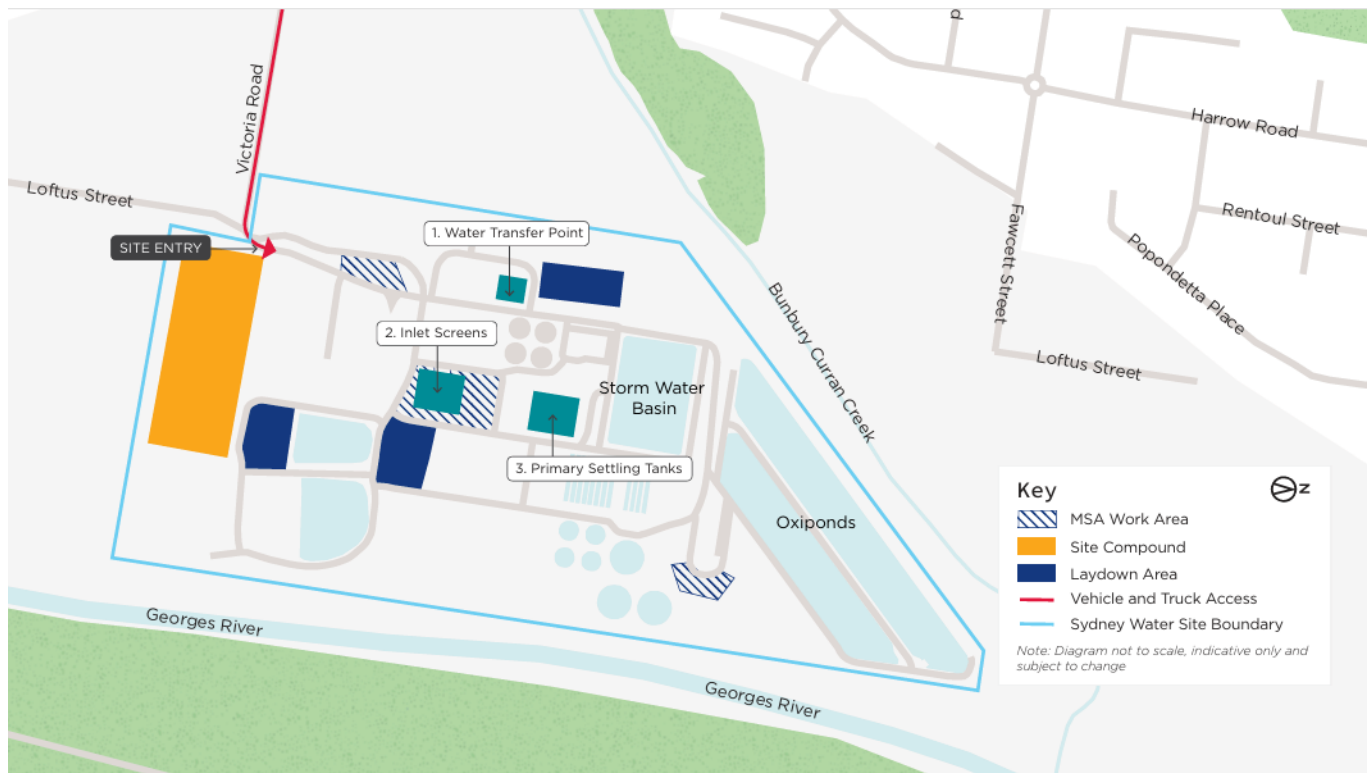 Victoria Road
Harrow Road
Loftus Street
Rentoul Street
Fawcett Street
Popondetta Place
SITE ENTRY
1. Water Transfer Point
Bunbury Curran Creek
2. Inlet Screens
Loftus Street
Storm Water
Basin
3. Primary Settling Tanks
Oxiponds
Georges River
Georges River
Key
N
MSA Work Area
Site Compound
Laydown Area
Vehicle and Truck Access
Sydney Water Site Boundary
Note: Diagram not to scale, indicative only and
subject to change